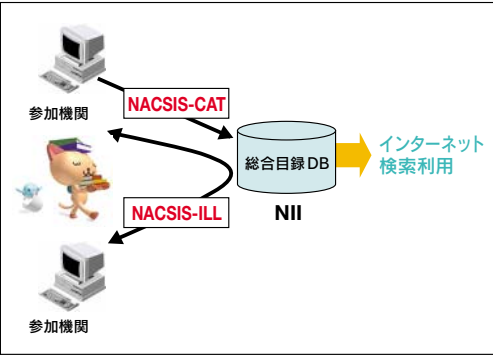 参加機関
NACSIS-CAT
総合目録DB
インターネット
検索利用
NACSIS-ILL
NII
参加機関